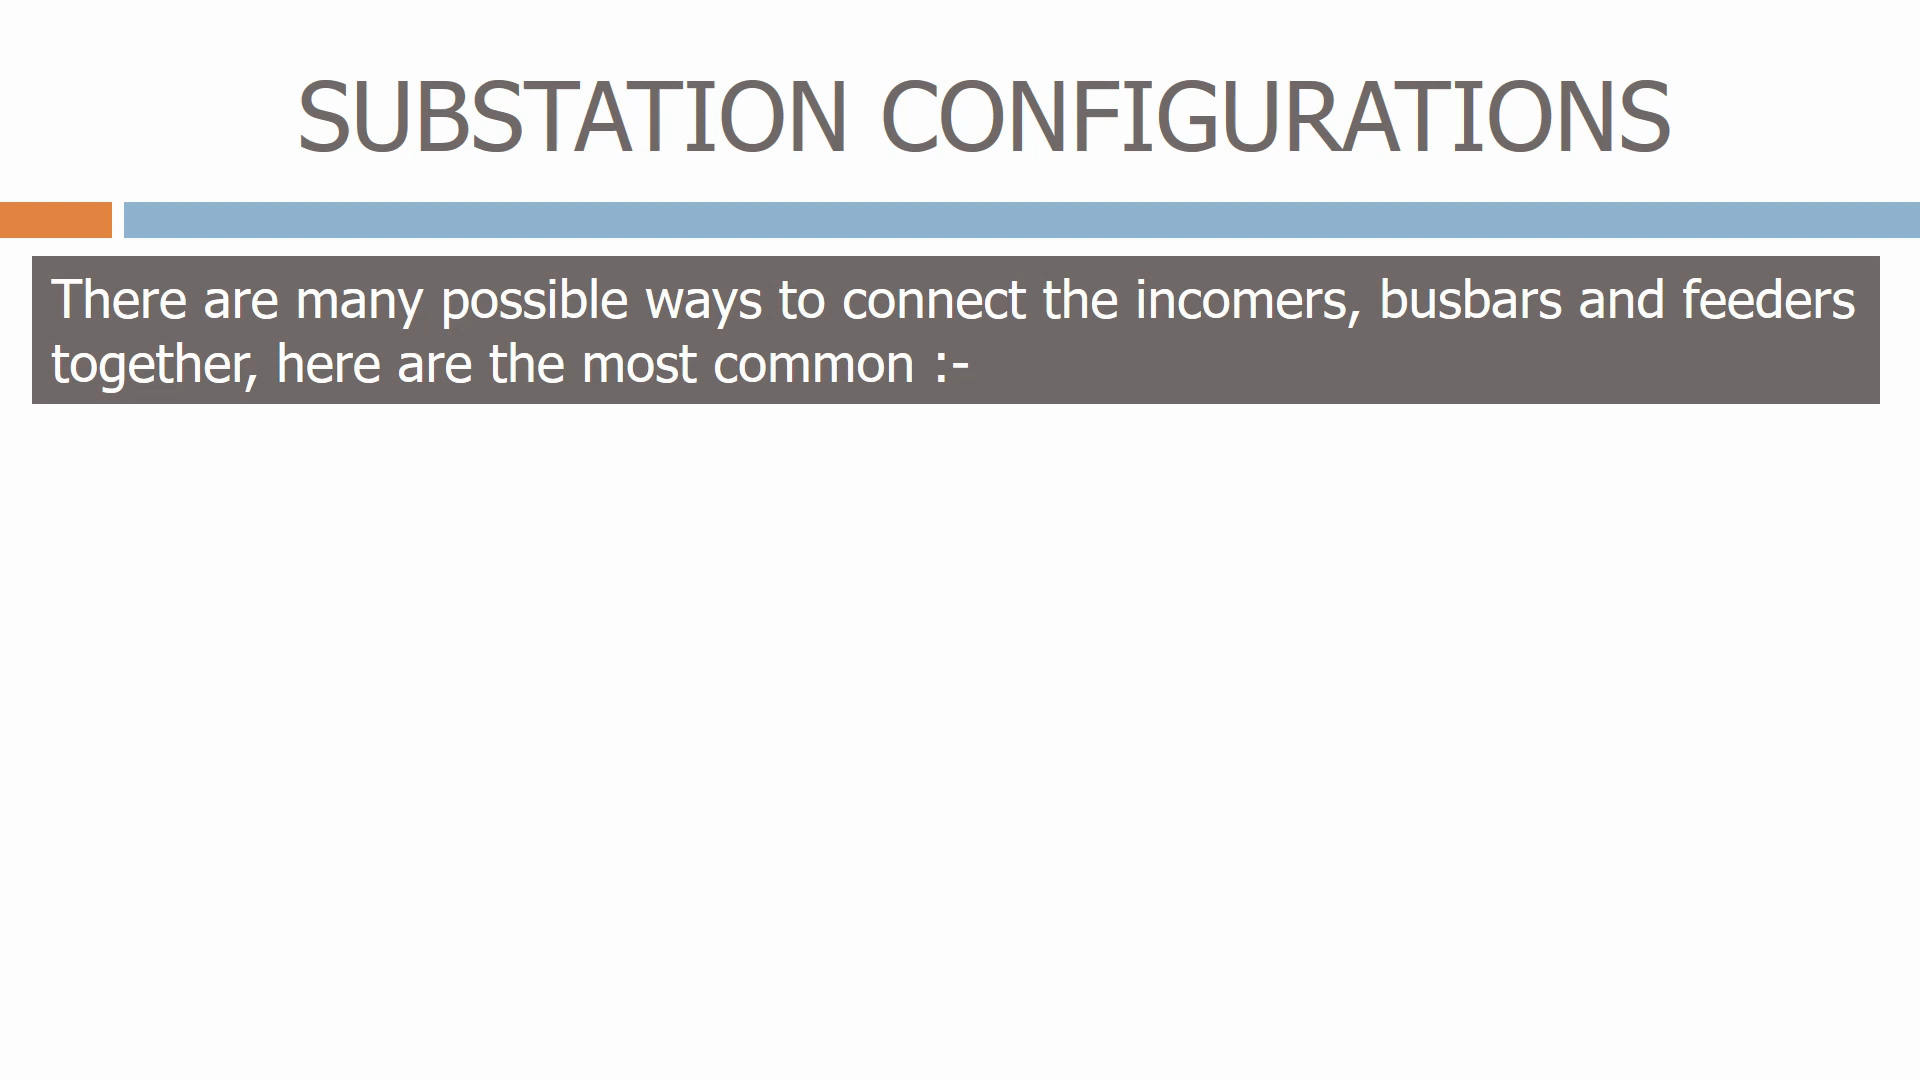 SUBSTATION CONFIGURATIONS
There are many possible ways to connect the incomers, busbars and feeders
together, here are the most common :-